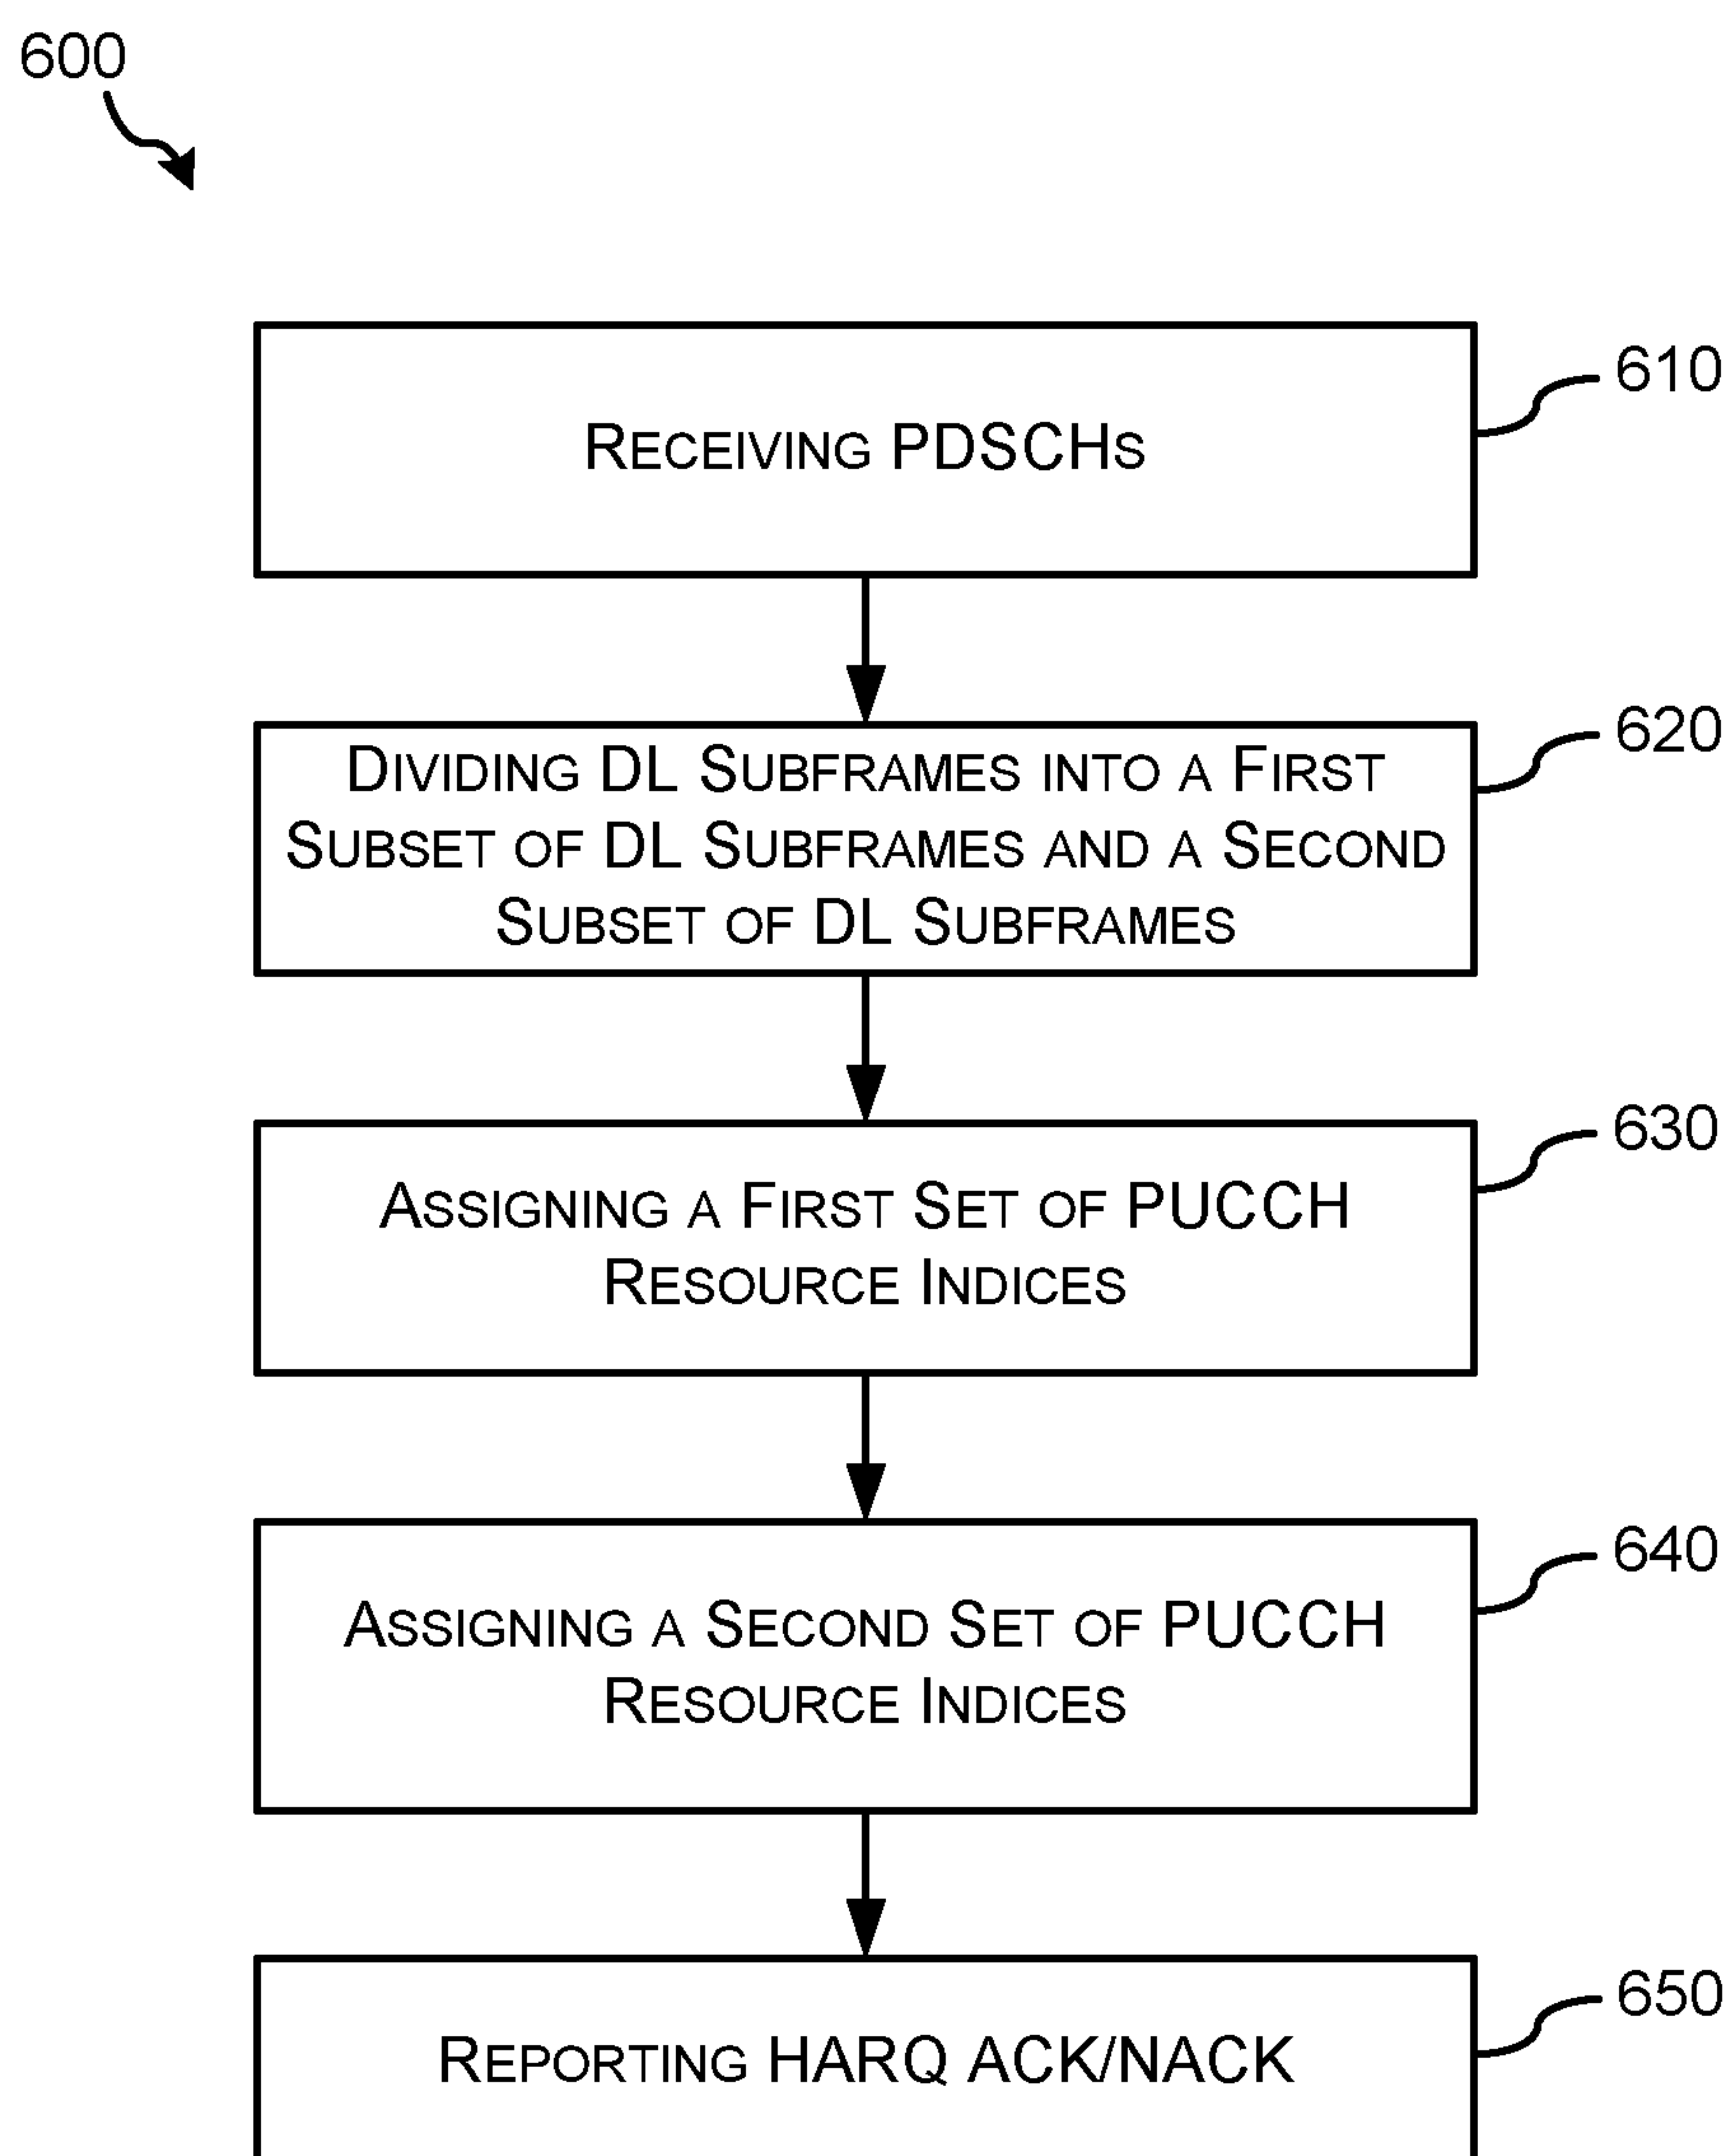 600
RECEIVING PDSCHS
610
DIVIDING DL SUBFRAMES INTO A FIRST
SUBSET OF DL SUBFRAMES AND A SECOND
SUBSET OF DL SUBFRAMES
620
ASSIGNING A FIRST SET OF PUCCH
RESOURCE INDICES
630
ASSIGNING A SECOND SET OF PUCCH
RESOURCE INDICES
640
REPORTING HARQ ACK/NACK
650